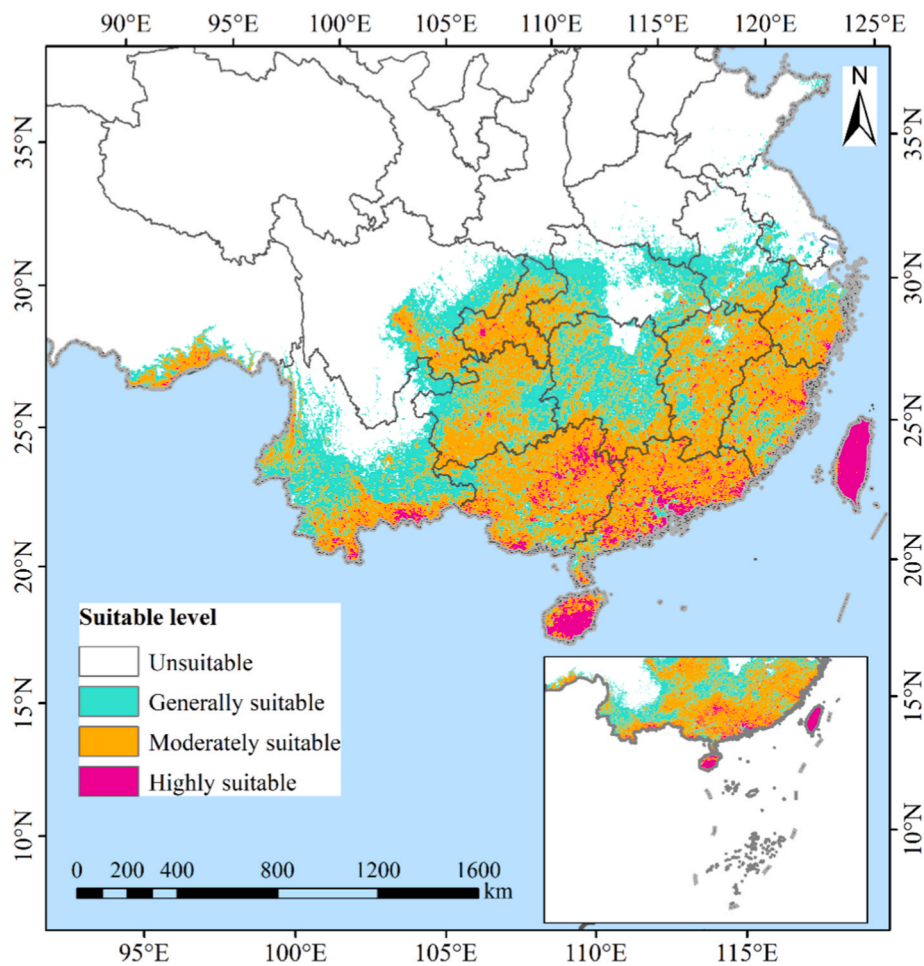 90°E 95°E 100°E 105°E 110°E 115°E 120°E 125°E
N
35°N 35°N
30°N 30°N
25°N 25°N
20°N 20°N
Suitable level
Unsuitable
Generally suitable
15°N 15°N
Moderately suitable
Highly suitable
10°N 10°N
0 200 400 800 1200 1600
km
95°E 100°E 105°E 110°E 115°E